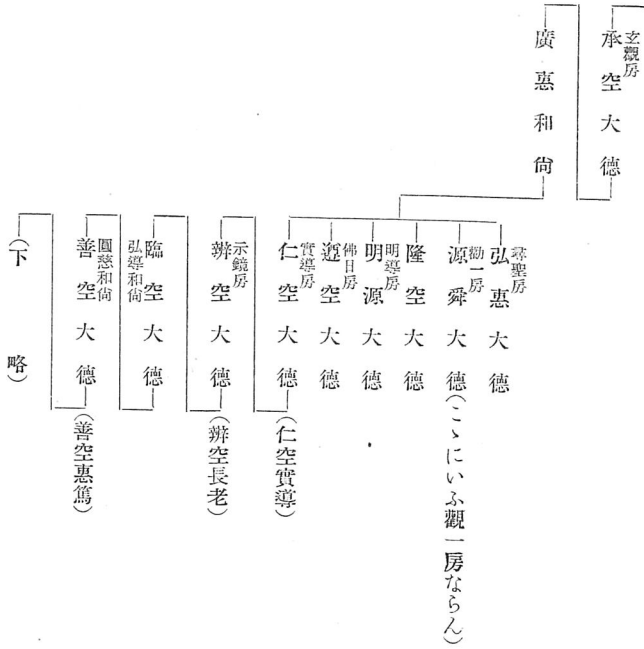 玄觀房
承空大德
廣惠和尙
尋聖房
弘惠大德
勸一房
源舜大德(こゝにいふ觀一房ならん)
隆空大德
明導房
明源大德
佛日房
遵空大德
實導房
仁空大德(仁空實導)
示鏡房
辨空大德(辨空長老)
臨空大德
弘導和尙
圓慈和尙
善空大德(善空惠篤)
(下略)